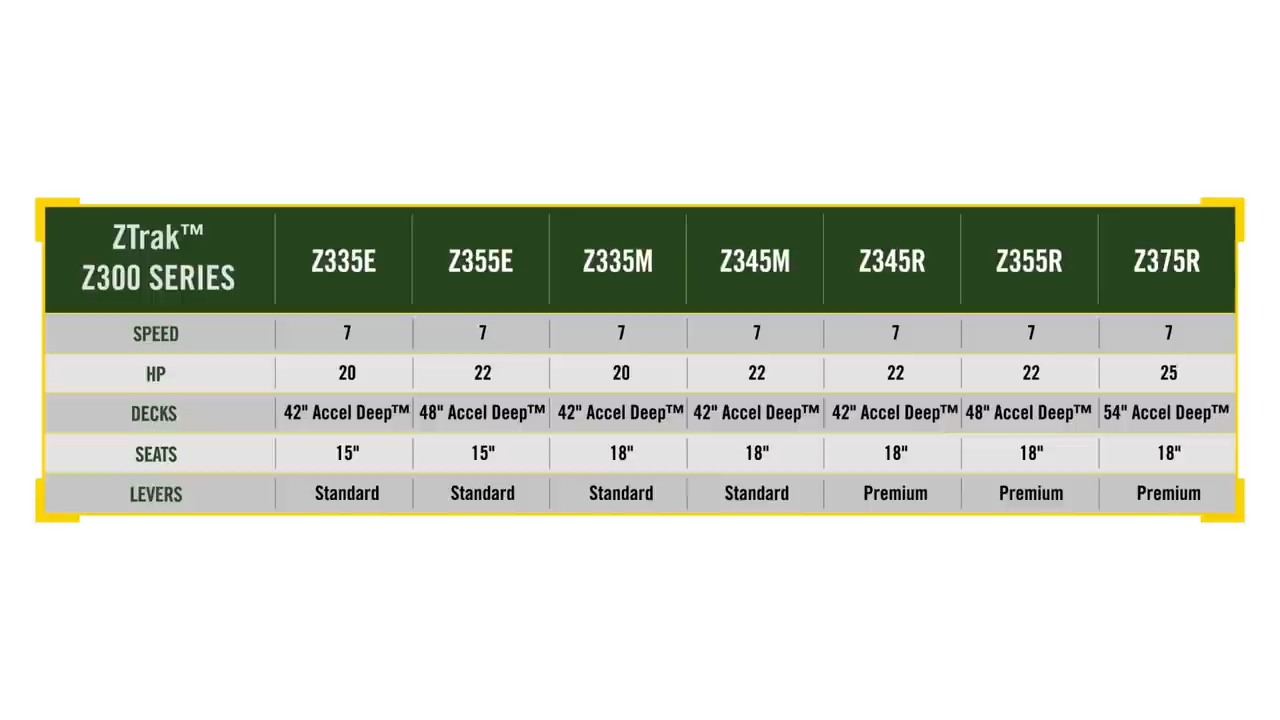 ZTrak™
Z300 SERIES Z335E Z355E Z335M Z345M Z345R Z355R Z375R
SPEED 7 7 7 7 7 7 7
HP 20 22 20 22 22 22 25
DECKS 42" Accel Deep™ 48" Accel Deep™ 42" Accel Deep™ 42" Accel Deep™ 42" Accel Deep™ 48" Accel Deep™ 54" Accel Deep™
SEATS 15" 15" 18" 18" 18" 18" 18"
LEVERS Standard Standard Standard Standard Premium Premium Premium